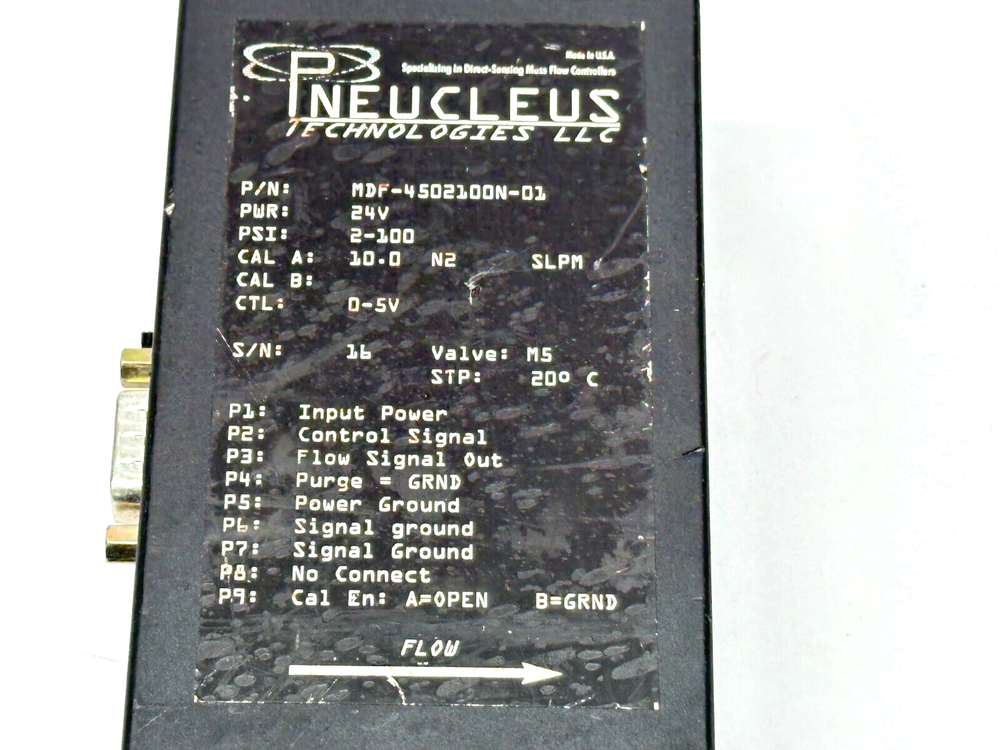 Made In U.S.A.
Specializing in Direct-Sensing Mass Flow Controllers
PNEUCLEUS
TECHNOLOGIES LLC
P/N: MDF-4502100N-01
PWR: 24V
PSI: 2-100
CAL A: 10.0 N2 SLPM
CAL B:
CTL: 0-5V
S/N: 16 Valve: M5
STP: 20º C
P1: Input Power
P2: Control Signal
P3: Flow Signal Out
P4: Purge = GRND
P5: Power Ground
P6: Signal ground
P7: Signal Ground
P8: No Connect
P9: Cal En: A=OPEN B=GRND
FLOW